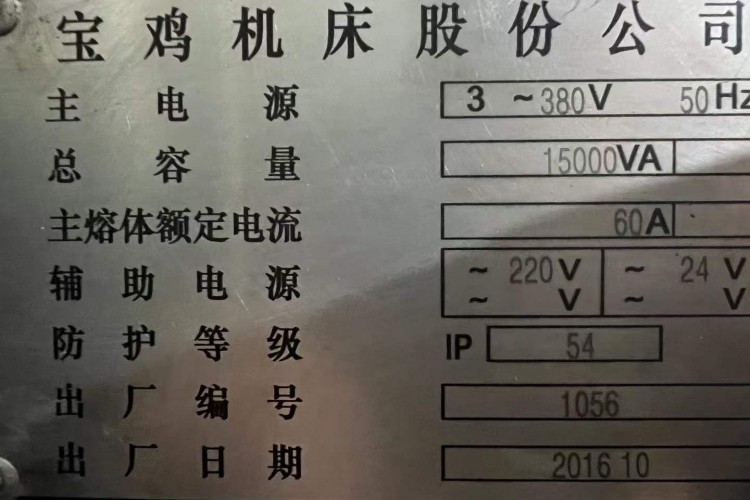 宝鸡机床股份公司
主电源 3 ~380V 50Hz
总容量 15000VA
主熔体额定电流 60A
辅助电源 ~ 220V ~ 24V
~ V ~ V
防护等级 IP 54
出厂编号 1056
出厂日期 2016 10